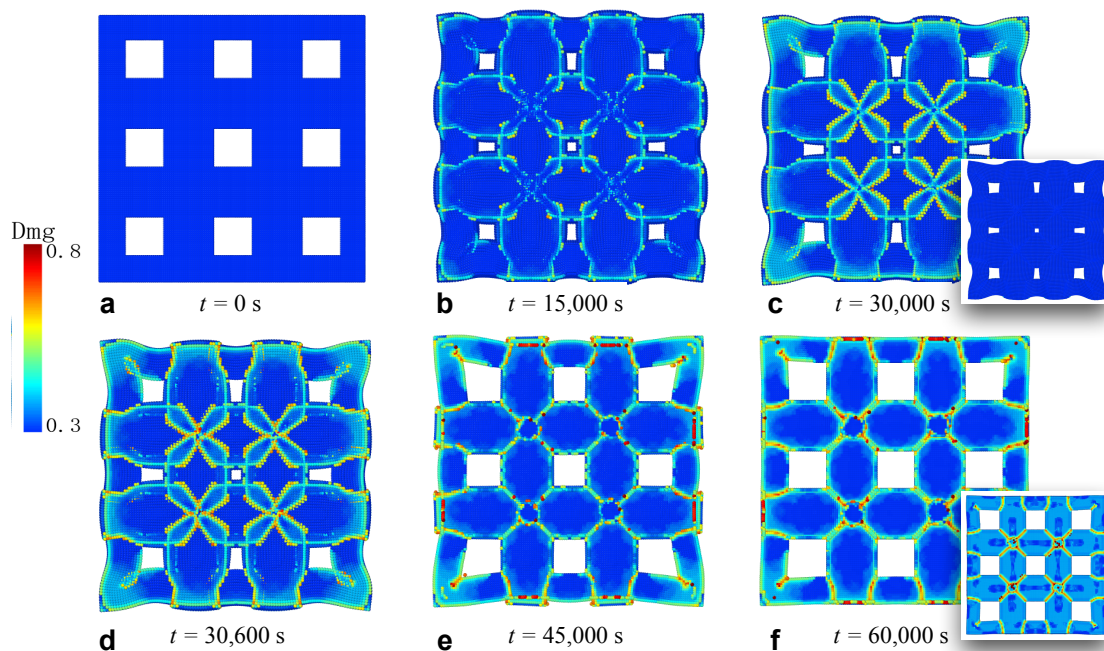 a
t = 0 s
b
t = 15,000 s
c
t = 30,000 s
Dmg
0.8
0.3
d
t = 30,600 s
e
t = 45,000 s
f
t = 60,000 s